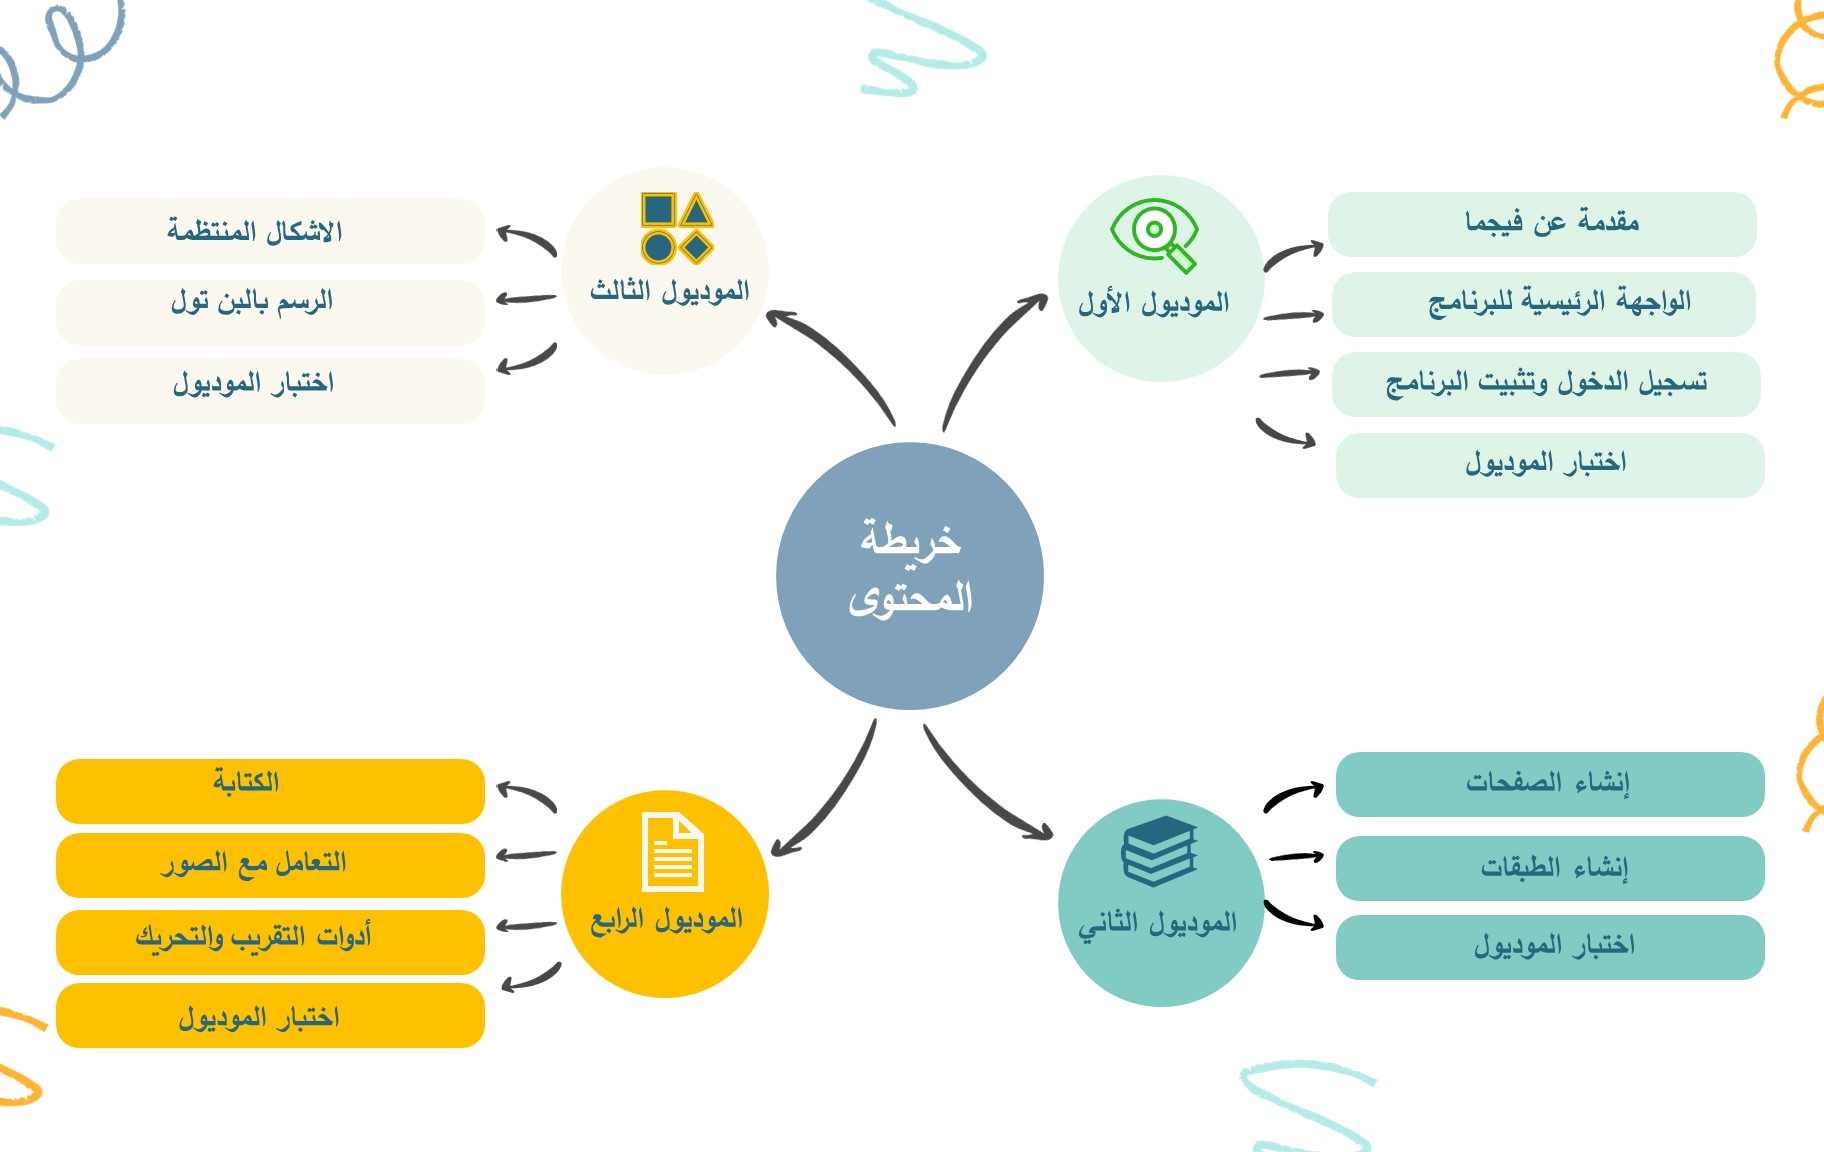 خريطة
المحتوى
الموديول الأول
مقدمة عن فيجما
الواجهة الرئيسية للبرنامج
تسجيل الدخول وتثبيت البرنامج
اختبار الموديول
الموديول الثاني
إنشاء الصفحات
إنشاء الطبقات
اختبار الموديول
الموديول الثالث
الاشكال المنتظمة
الرسم بالبن تول
اختبار الموديول
الموديول الرابع
الكتابة
التعامل مع الصور
أدوات التقريب والتحريك
اختبار الموديول